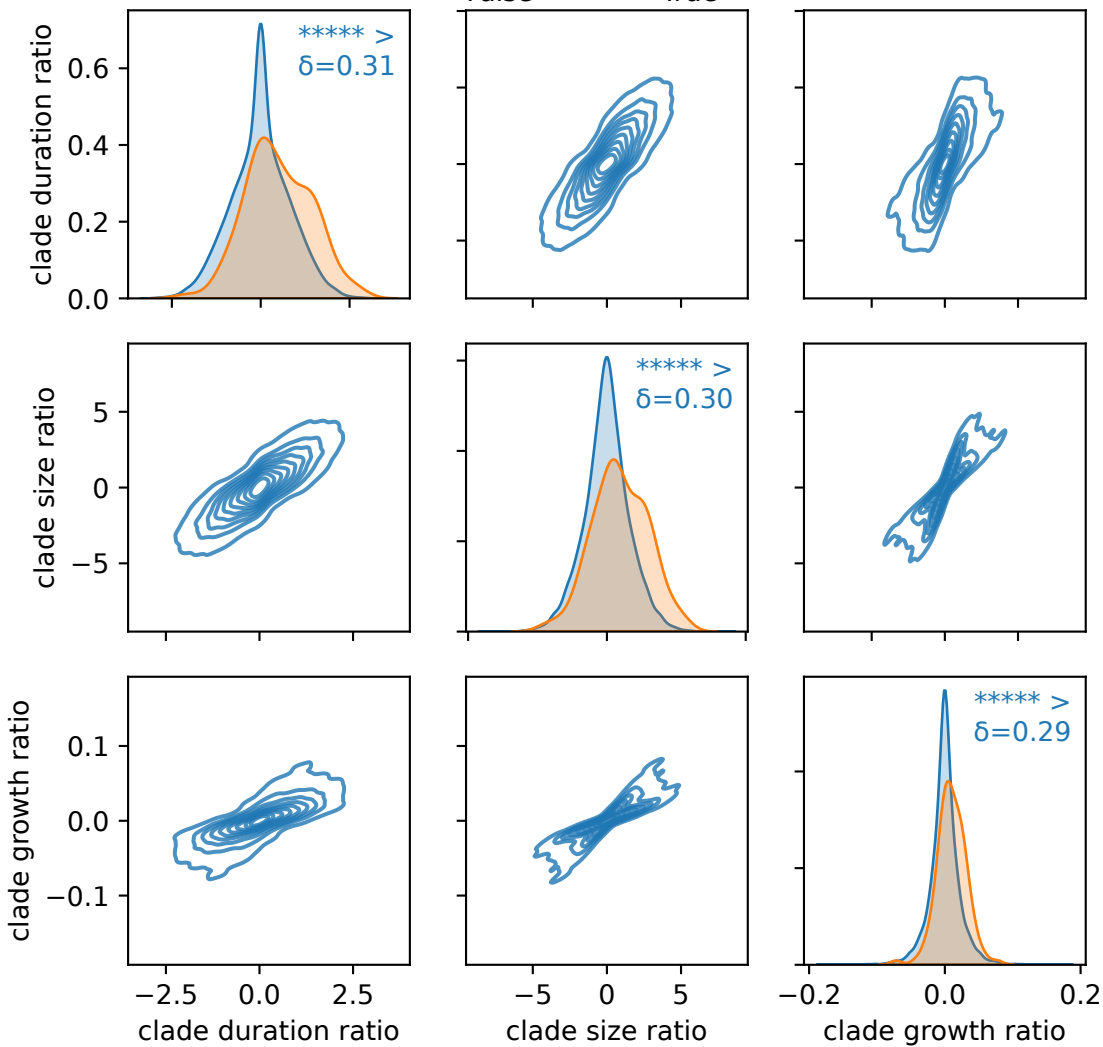 clade duration ratio
0.6
0.4
0.2
0.0
***** >
δ=0.31
clade size ratio
5
0
−5
***** >
δ=0.30
clade growth ratio
0.1
0.0
−0.1
***** >
δ=0.29
−2.5 0.0 2.5
−5 0 5
−0.2 0.0 0.2
clade duration ratio
clade size ratio
clade growth ratio